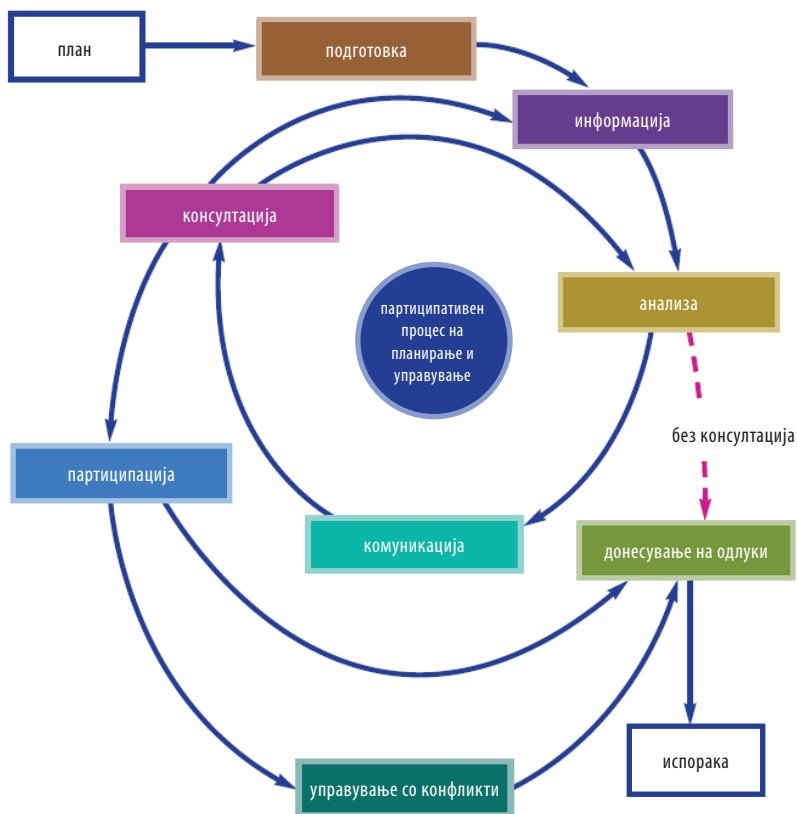 план
подготовка
информација
консултација
анализа
партиципативен
процес на
планирање и
управување
без консултација
партиципација
комуникација
донесување на одлуки
испорака
управување со конфликти